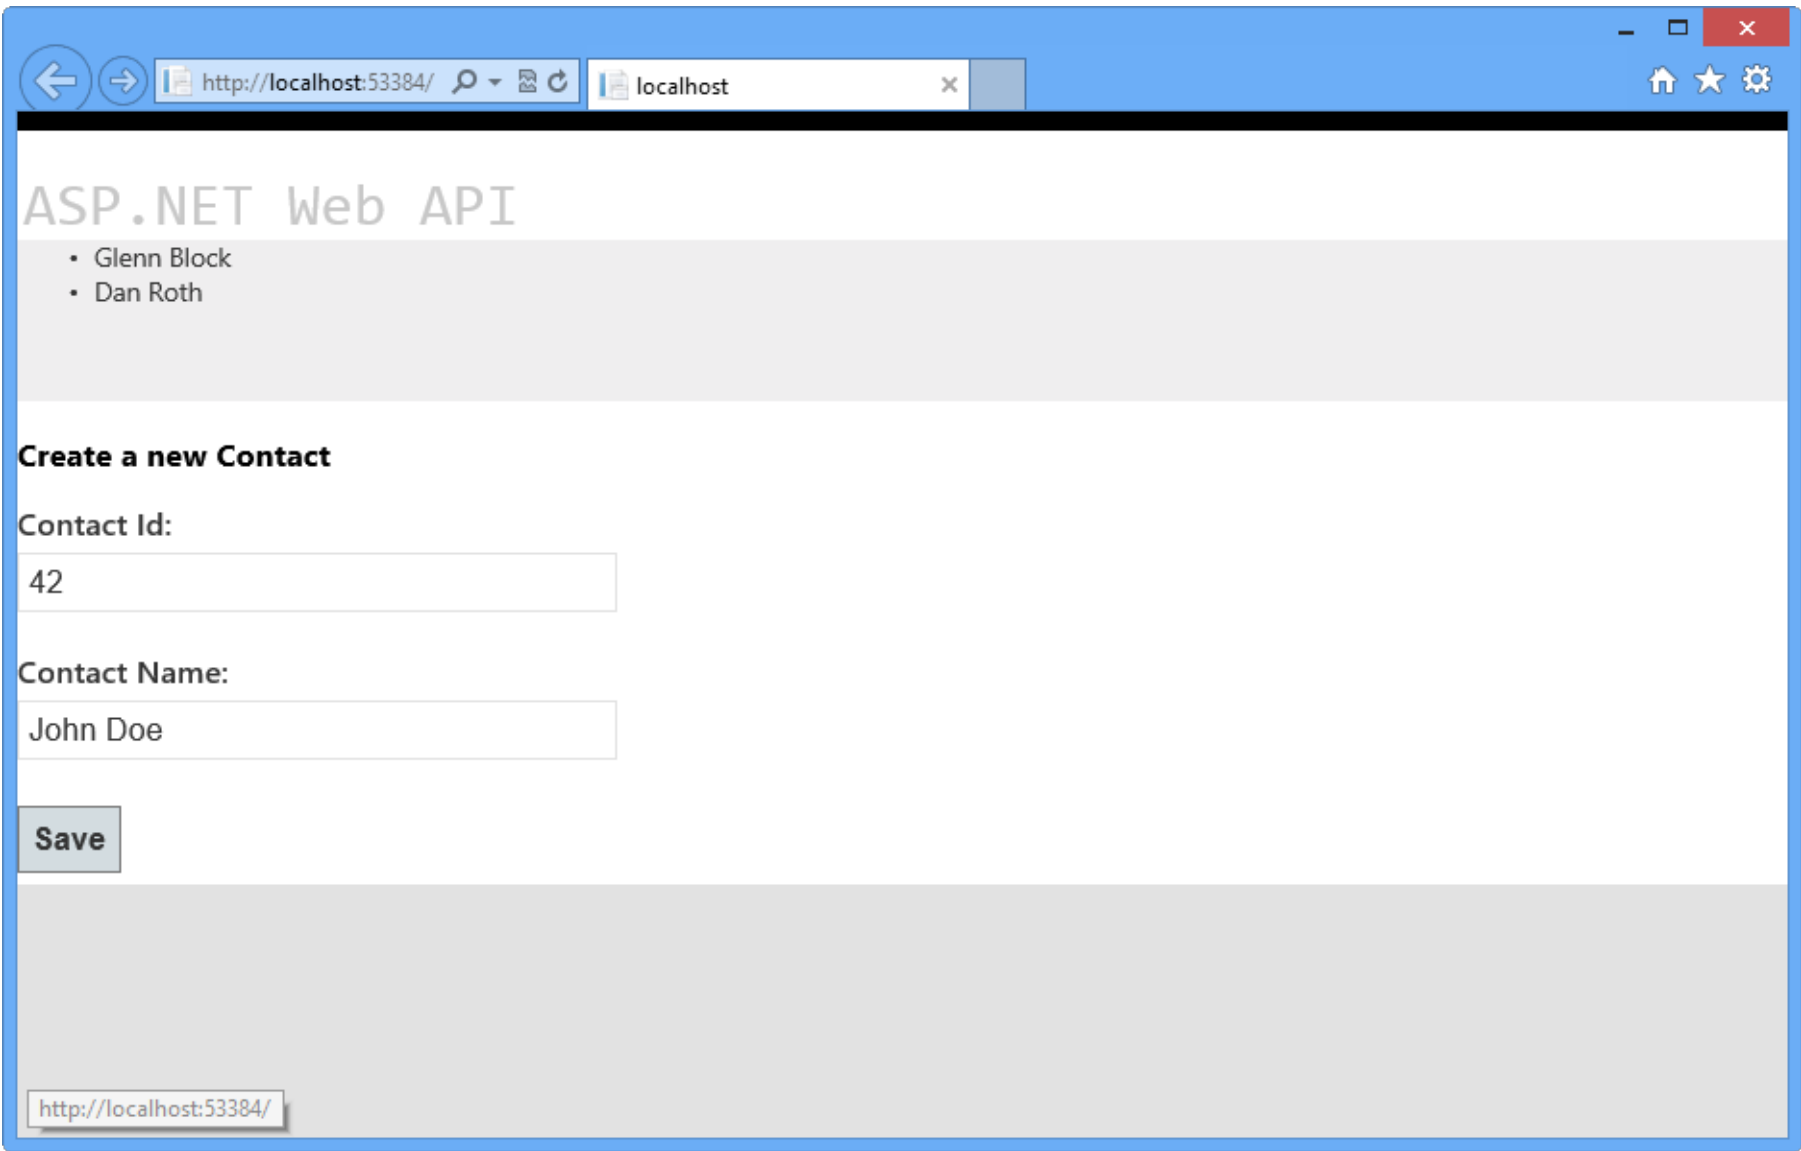 http://localhost:53384/
localhost
ASP.NET Web API
• Glenn Block
• Dan Roth
Create a new Contact
Contact Id:
42
Contact Name:
John Doe
Save
http://localhost:53384/